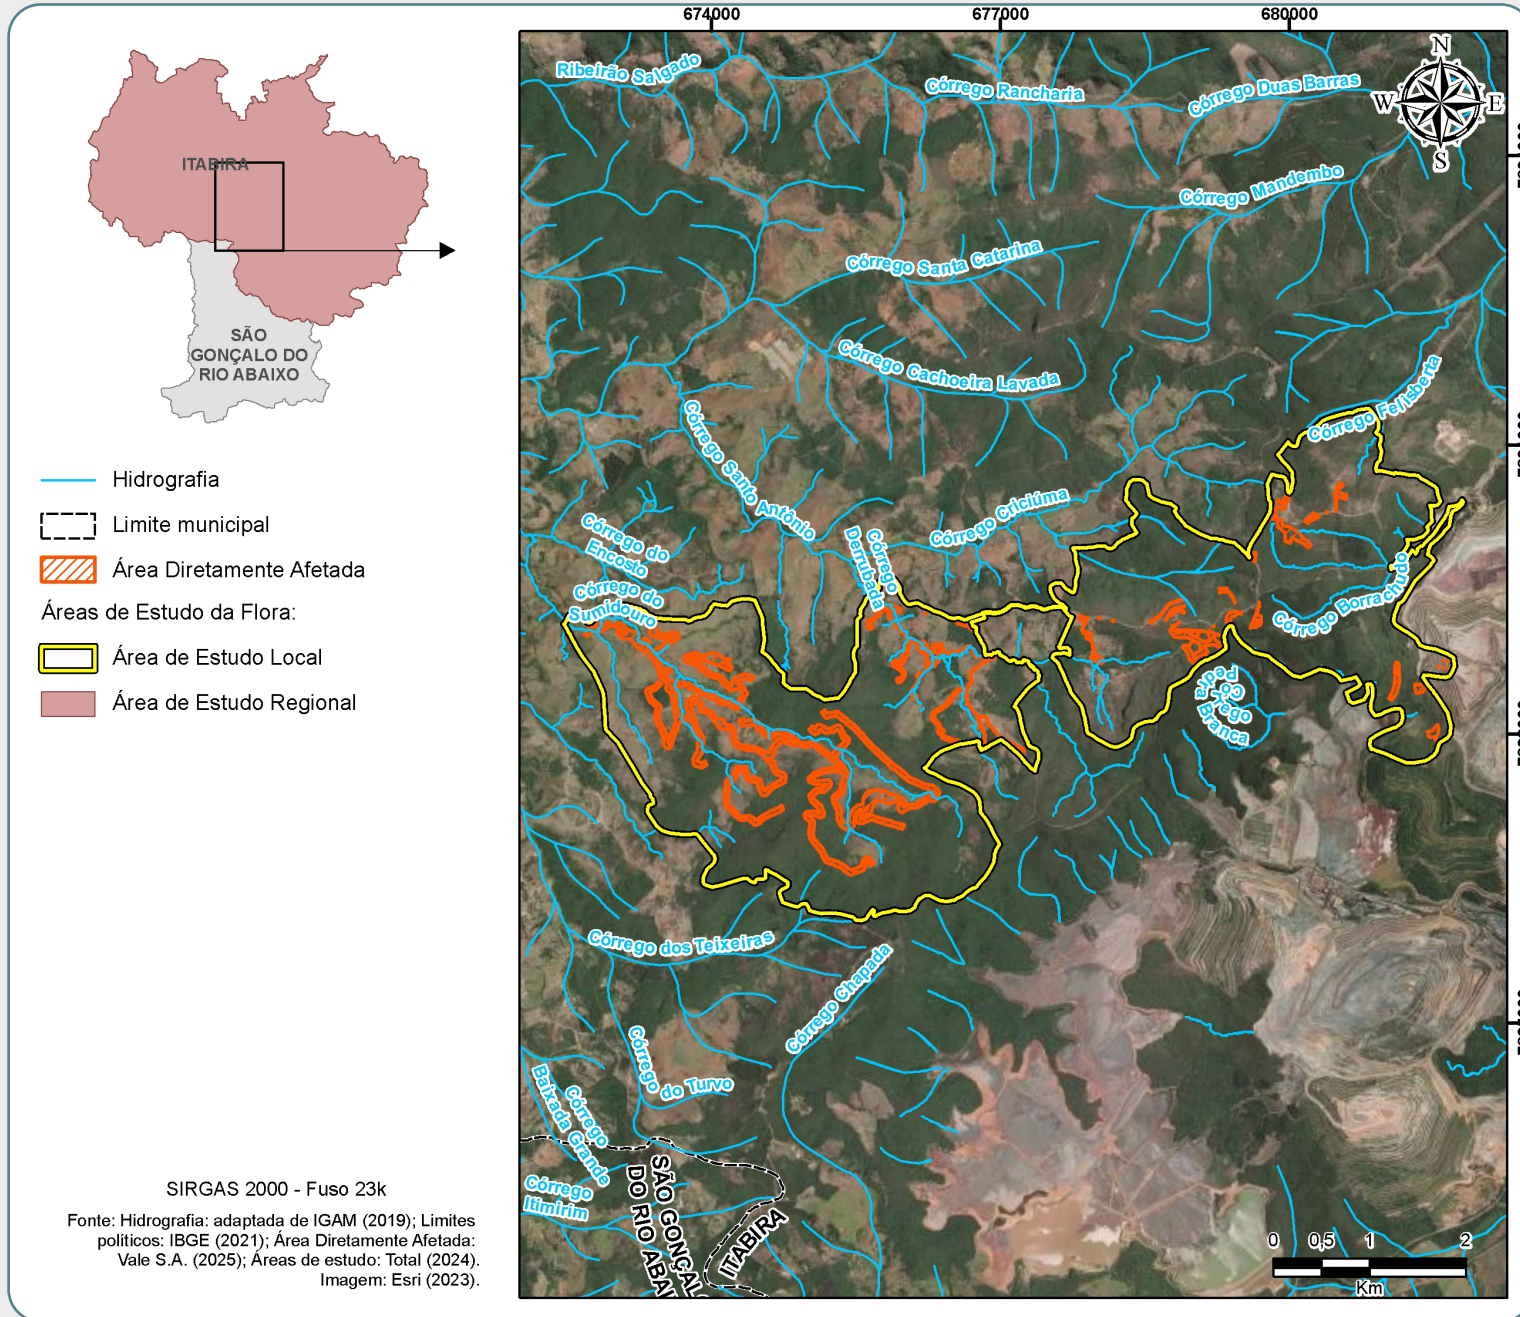 674000
677000
680000
N
W
E
S
Ribeirão Salgado
Córrego Rancharia
Córrego Duas Barras
Córrego Mandembo
Córrego Santa Catarina
Córrego Cachoeira Lavada
Córrego Felisberta
Córrego Santo Antônio
Córrego Criciúma
Córrego
Derrubada
Córrego do
Encosto
Córrego do
Sumidouro
Córrego Borrachudo
Córrego
Pedra Branca
Córrego dos Teixeiras
Córrego Chapada
Córrego do Turvo
Córrego
Baixada Grande
Córrego
Itimirim
SÃO GONÇAL
DO RIO ABAI
ITABIRA
0 0,5 1 2
Km
ITABIRA
SÃO
GONÇALO DO
RIO ABAIXO
Hidrografia
Limite municipal
Área Diretamente Afetada
Áreas de Estudo da Flora:
Área de Estudo Local
Área de Estudo Regional
SIRGAS 2000 - Fuso 23k
Fonte: Hidrografia: adaptada de IGAM (2019); Limites
políticos: IBGE (2021); Área Diretamente Afetada:
Vale S.A. (2025); Áreas de estudo: Total (2024).
Imagem: Esri (2023).